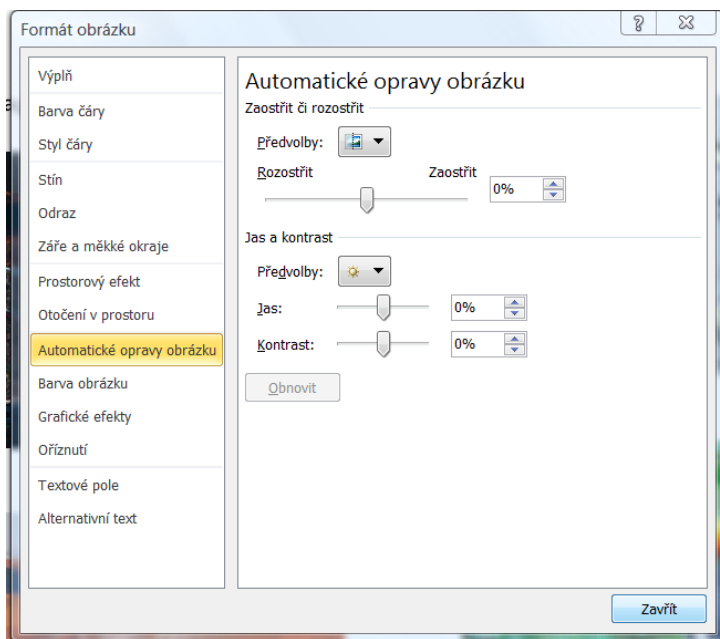 Formát obrázku
Výplň
Barva čáry
Styl čáry
Stín
Odraz
Záře a měkké okraje
Prostorový efekt
Otočení v prostoru
Automatické opravy obrázku
Barva obrázku
Grafické efekty
Oříznutí
Textové pole
Alternativní text
Automatické opravy obrázku
Zaostřit či rozostřit
Předvolby:
Rozostřit Zaostřit
0%
Jas a kontrast
Předvolby:
Jas: 0%
Kontrast: 0%
Obnovit
Zavřít